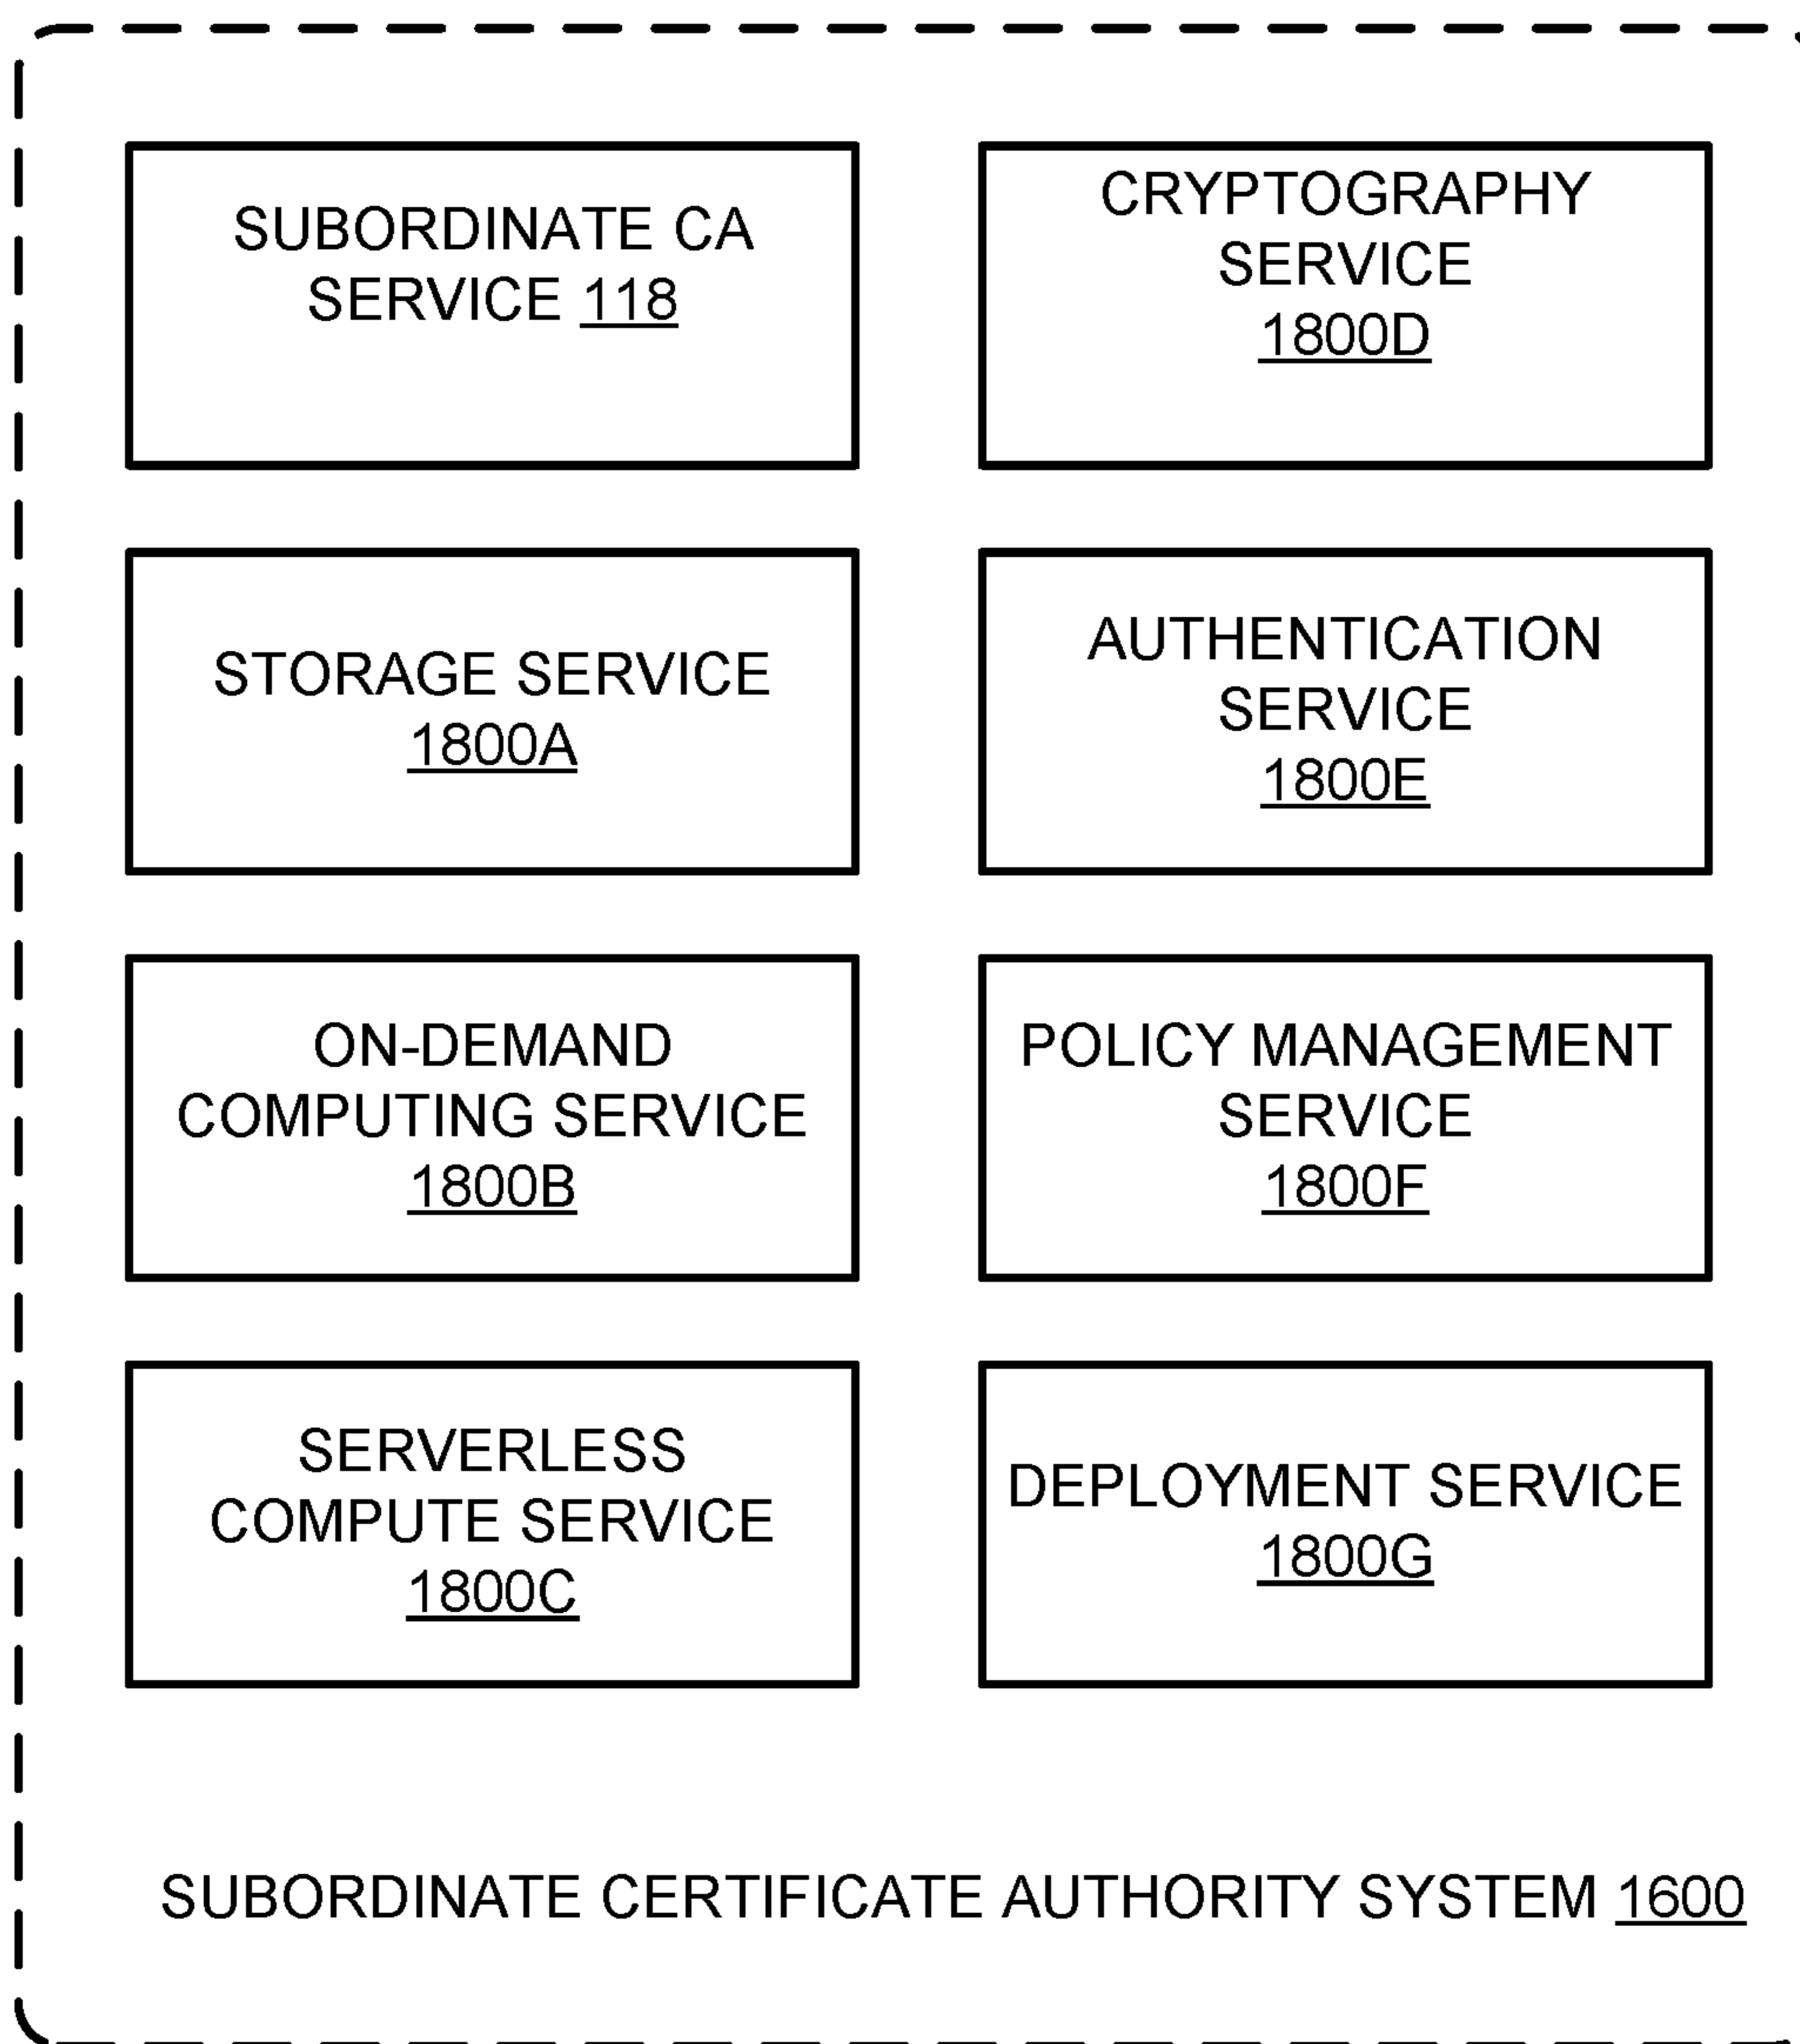 SUBORDINATE CA
SERVICE 118
CRYPTOGRAPHY
SERVICE
1800D
STORAGE SERVICE
1800A
AUTHENTICATION
SERVICE
1800E
ON-DEMAND
COMPUTING SERVICE
1800B
POLICY MANAGEMENT
SERVICE
1800F
SERVERLESS
COMPUTE SERVICE
1800C
DEPLOYMENT SERVICE
1800G
SUBORDINATE CERTIFICATE AUTHORITY SYSTEM 1600